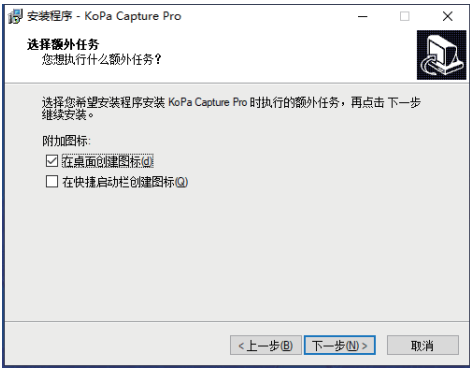 安装程序 - KoPa Capture Pro
选择额外任务
您想执行什么额外任务?
选择您希望安装程序安装 KoPa Capture Pro 时执行的额外任务，再点击 下一步
继续安装。
附加图标:
在桌面创建图标(d)
在快捷启动栏创建图标(Q)
<上一步(B) 下一步(N)> 取消